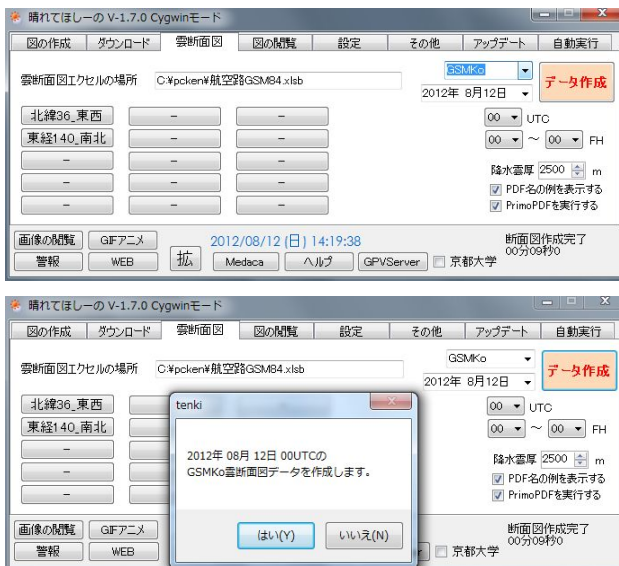 晴れてほしーの V-1.7.0 Cygwinモード
図の作成 ダウンロード 雲断面図 図の閲覧 設定 その他 アップデート 自動実行
雲断面図エクセルの場所 C:¥pcken¥航空路GSM84.xlsb GSMKo データ作成
2012年 8月12日
北緯36_東西 - - - 00 UTC
東経140_南北 - - - 00 ～ 00 FH
- - - -
- - - - 降水雲厚 2500 m
- - - - PDF名の例を表示する
PrimoPDFを実行する
画像の閲覧 GIFアニメ 2012/08/12 (日) 14:19:38 断面図作成完了
警報 WEB 拡 Medaca ヘルプ GPVServer 京都大学 00分09秒0
晴れてほしーの V-1.7.0 Cygwinモード
図の作成 ダウンロード 雲断面図 図の閲覧 設定 その他 アップデート 自動実行
雲断面図エクセルの場所 C:¥pcken¥航空路GSM84.xlsb GSMKo データ作成
2012年 8月12日
北緯36_東西 00 UTC
東経140_南北 00 ～ 00 FH
-
- 降水雲厚 2500 m
- PDF名の例を表示する
PrimoPDFを実行する
tenki
2012年 08月 12日 00UTCの
GSMKo雲断面図データを作成します。
はい(Y) いいえ(N)
画像の閲覧 GIFアニメ 断面図作成完了
警報 WEB r 京都大学 00分09秒0